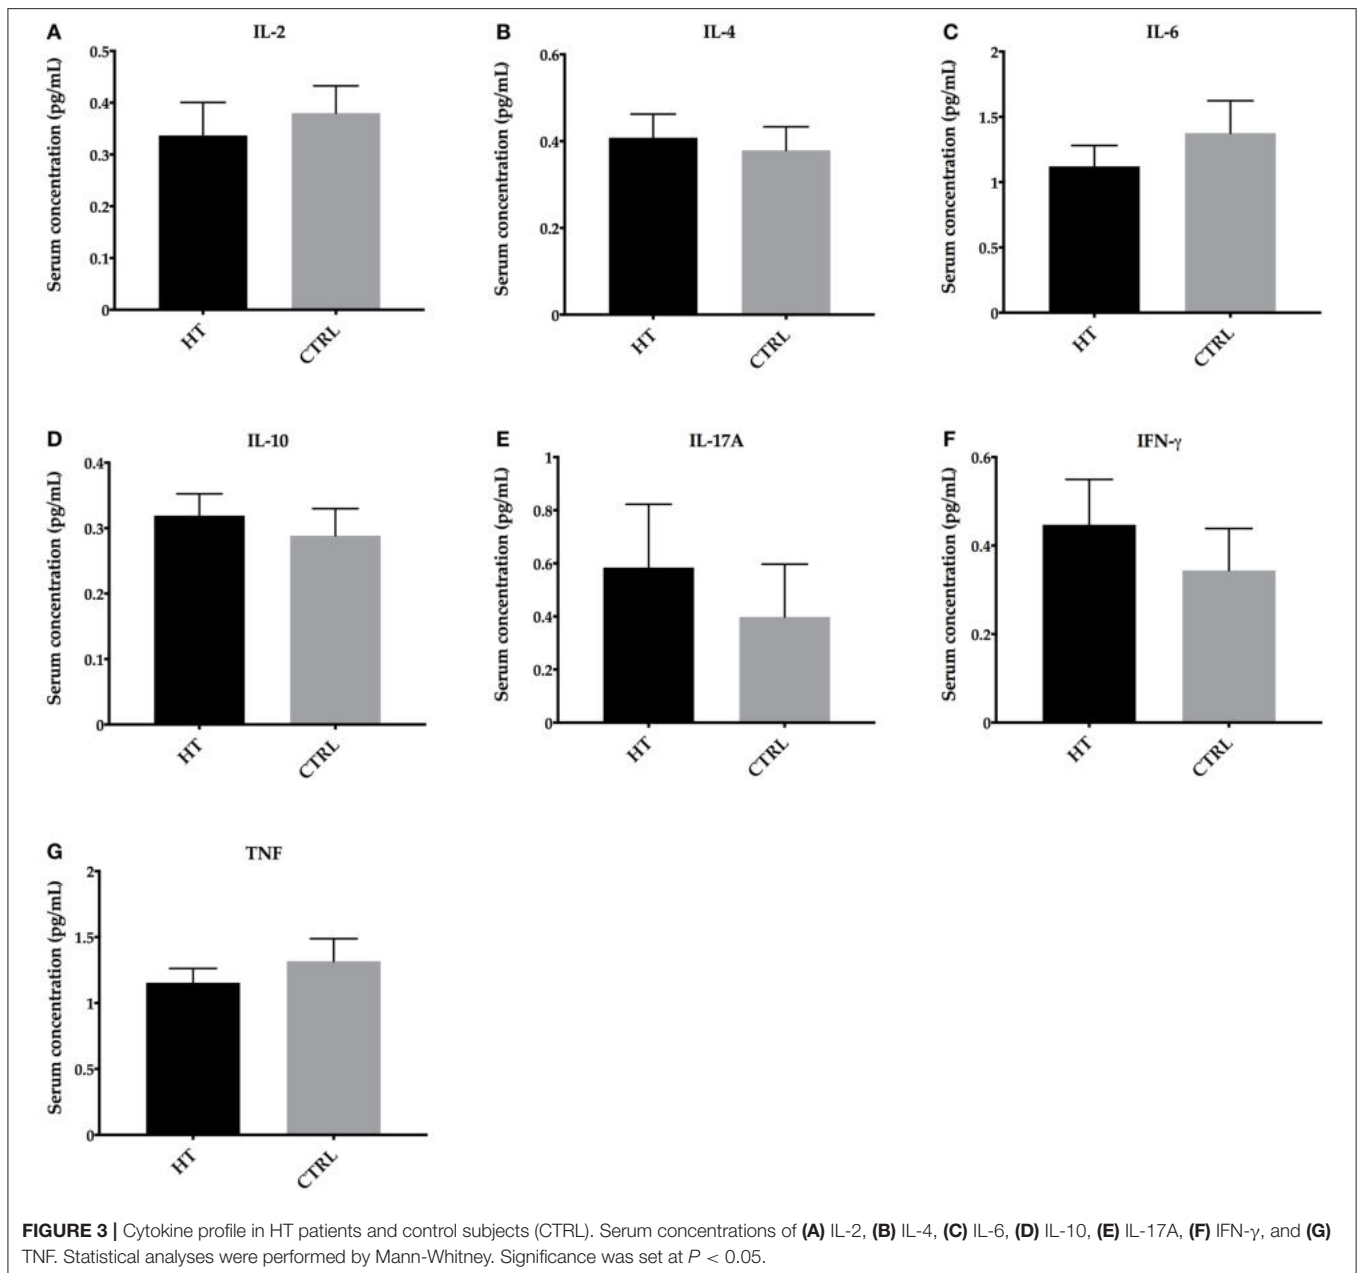 A
IL-2
Serum concentration (pg/mL)
0.5
0.4
0.3
0.2
0.1
0
HT
CTRL
B
IL-4
Serum concentration (pg/mL)
0.6
0.4
0.2
0
HT
CTRL
C
IL-6
Serum concentration (pg/mL)
2
1.5
1
0.5
0
HT
CTRL
D
IL-10
Serum concentration (pg/mL)
0.4
0.3
0.2
0.1
0
HT
CTRL
E
IL-17A
Serum concentration (pg/mL)
1
0.8
0.6
0.4
0.2
0
HT
CTRL
F
IFN-γ
Serum concentration (pg/mL)
0.6
0.4
0.2
0
HT
CTRL
G
TNF
Serum concentration (pg/mL)
2
1.5
1
0.5
0
HT
CTRL
FIGURE 3 | Cytokine profile in HT patients and control subjects (CTRL). Serum concentrations of (A) IL-2, (B) IL-4, (C) IL-6, (D) IL-10, (E) IL-17A, (F) IFN-γ, and (G)
TNF. Statistical analyses were performed by Mann-Whitney. Significance was set at P < 0.05.